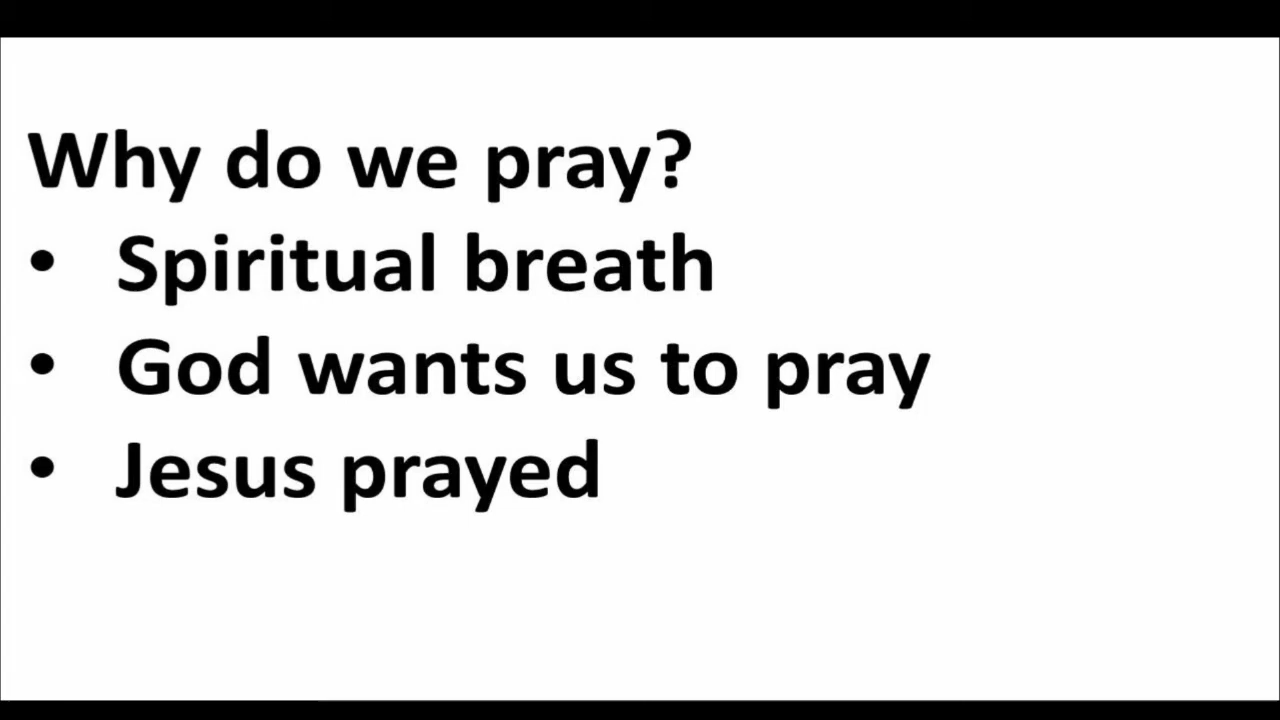 Why do we pray?
• Spiritual breath
• God wants us to pray
• Jesus prayed